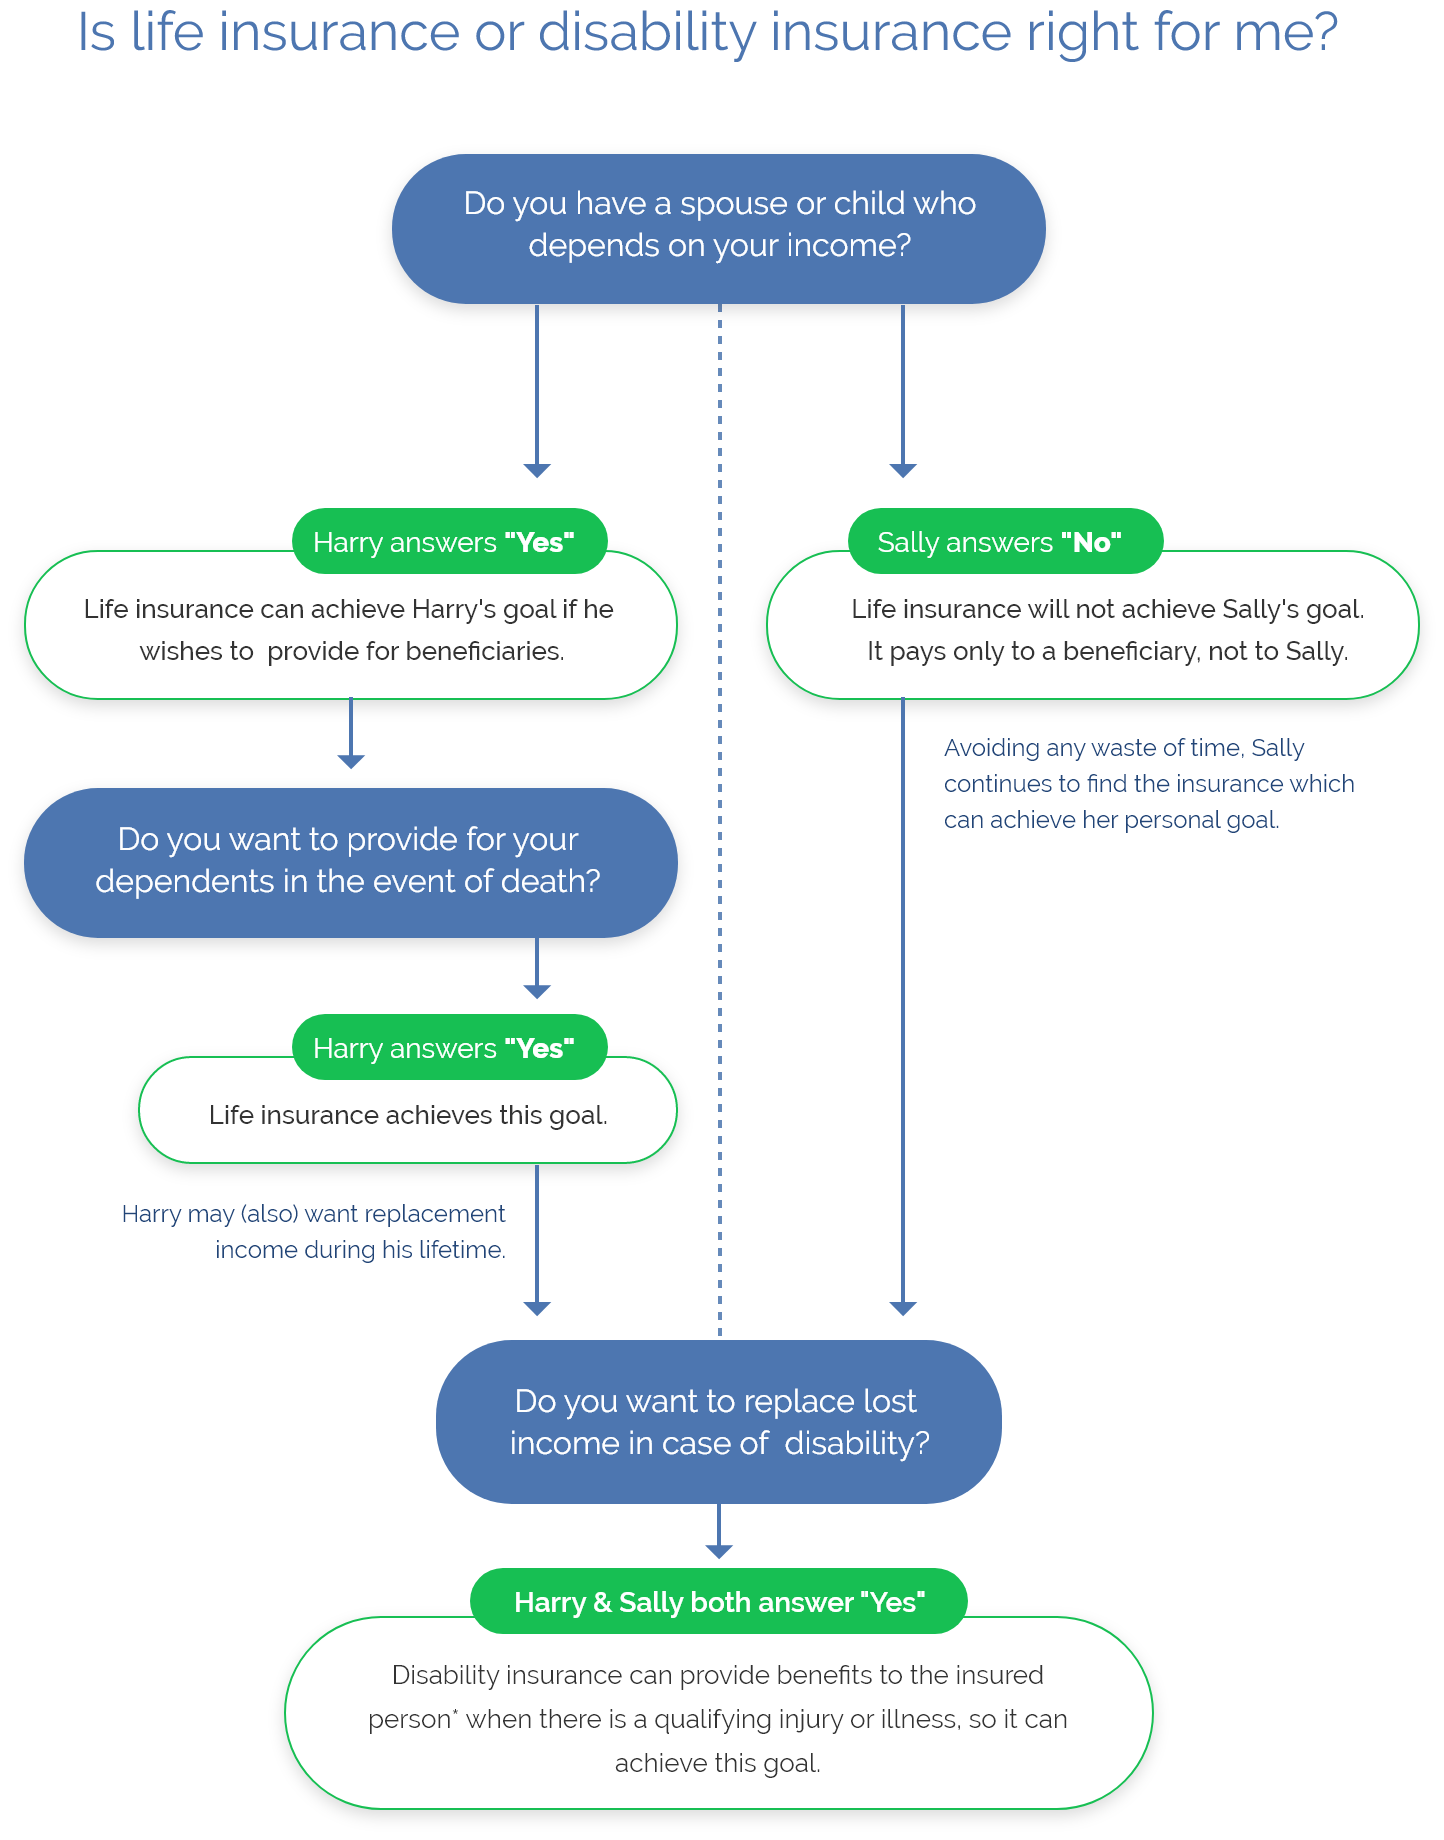 Is life insurance or disability insurance right for me?
Do you have a spouse or child who
depends on your income?
Harry answers "Yes"
Life insurance can achieve Harry's goal if he
wishes to  provide for beneficiaries.
Sally answers "No"
Life insurance will not achieve Sally's goal.
It pays only to a beneficiary, not to Sally.
Avoiding any waste of time, Sally
continues to find the insurance which
can achieve her personal goal.
Do you want to provide for your
dependents in the event of death?
Harry answers "Yes"
Life insurance achieves this goal.
Harry may (also) want replacement
income during his lifetime.
Do you want to replace lost
income in case of  disability?
Harry & Sally both answer "Yes"
Disability insurance can provide benefits to the insured
person* when there is a qualifying injury or illness, so it can
achieve this goal.